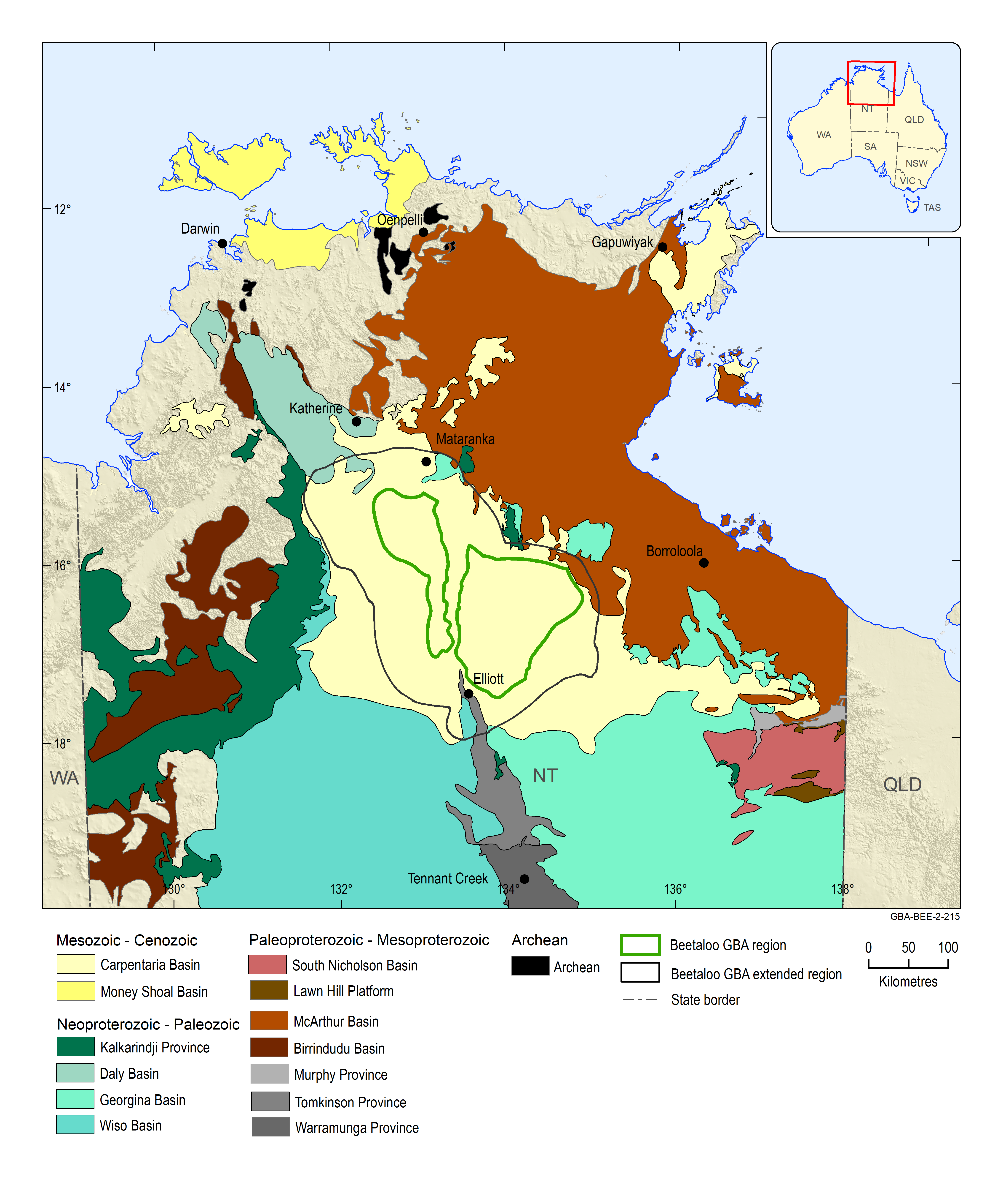 WA
NT
QLD
SA
NSW
VIC
TAS
12°
Darwin
Oenpelli
Gapuwiyak
14°
Katherine
Mataranka
16°
Borroloola
Elliott
18°
WA
NT
QLD
Tennant Creek
130°
132°
134°
136°
138°
GBA-BEE-2-215
Mesozoic - Cenozoic
Carpentaria Basin
Money Shoal Basin
Neoproterozoic - Paleozoic
Kalkarindji Province
Daly Basin
Georgina Basin
Wiso Basin
Paleoproterozoic - Mesoproterozoic
South Nicholson Basin
Lawn Hill Platform
McArthur Basin
Birrindudu Basin
Murphy Province
Tomkinson Province
Warramunga Province
Archean
Archean
Beetaloo GBA region
Beetaloo GBA extended region
State border
0 50 100
Kilometres